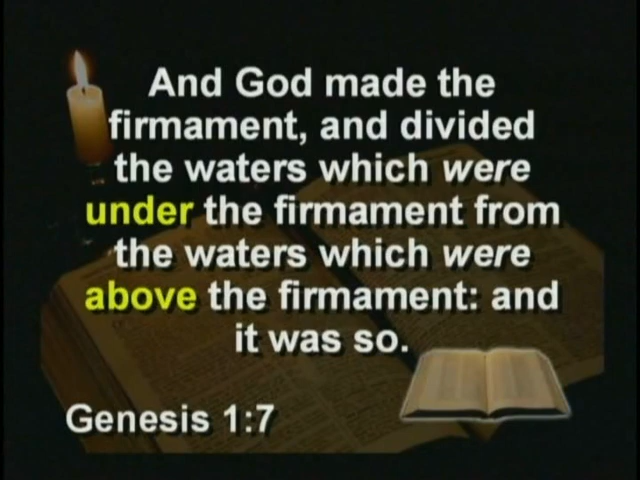 And God made the
firmament, and divided
the waters which were
under the firmament from
the waters which were
above the firmament: and
it was so.
Genesis 1:7